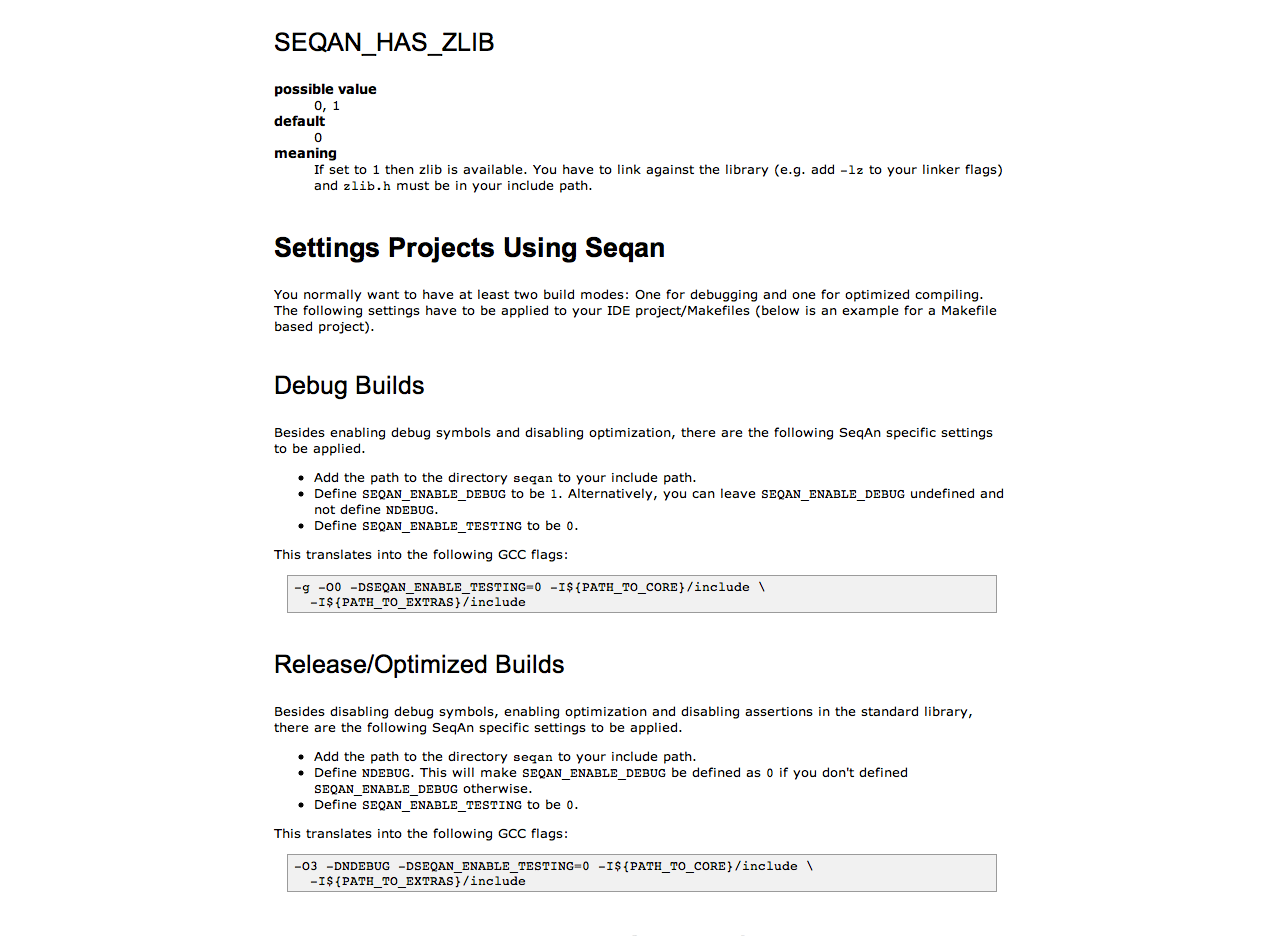 SEQAN_HAS_ZLIB
possible value
0, 1
default
0
meaning
If set to 1 then zlib is available. You have to link against the library (e.g. add -lz to your linker flags)
and zlib.h must be in your include path.
Settings Projects Using Seqan
You normally want to have at least two build modes: One for debugging and one for optimized compiling.
The following settings have to be applied to your IDE project/Makefiles (below is an example for a Makefile
based project).
Debug Builds
Besides enabling debug symbols and disabling optimization, there are the following SeqAn specific settings
to be applied.
• Add the path to the directory seqan to your include path.
• Define SEQAN_ENABLE_DEBUG to be 1. Alternatively, you can leave SEQAN_ENABLE_DEBUG undefined and
not define NDEBUG.
• Define SEQAN_ENABLE_TESTING to be 0.
This translates into the following GCC flags:
-g -O0 -DSEQAN_ENABLE_TESTING=0 -I${PATH_TO_CORE}/include \
-I${PATH_TO_EXTRAS}/include
Release/Optimized Builds
Besides disabling debug symbols, enabling optimization and disabling assertions in the standard library,
there are the following SeqAn specific settings to be applied.
• Add the path to the directory seqan to your include path.
• Define NDEBUG. This will make SEQAN_ENABLE_DEBUG be defined as 0 if you don't defined
SEQAN_ENABLE_DEBUG otherwise.
• Define SEQAN_ENABLE_TESTING to be 0.
This translates into the following GCC flags:
-O3 -DNDEBUG -DSEQAN_ENABLE_TESTING=0 -I${PATH_TO_CORE}/include \
-I${PATH_TO_EXTRAS}/include